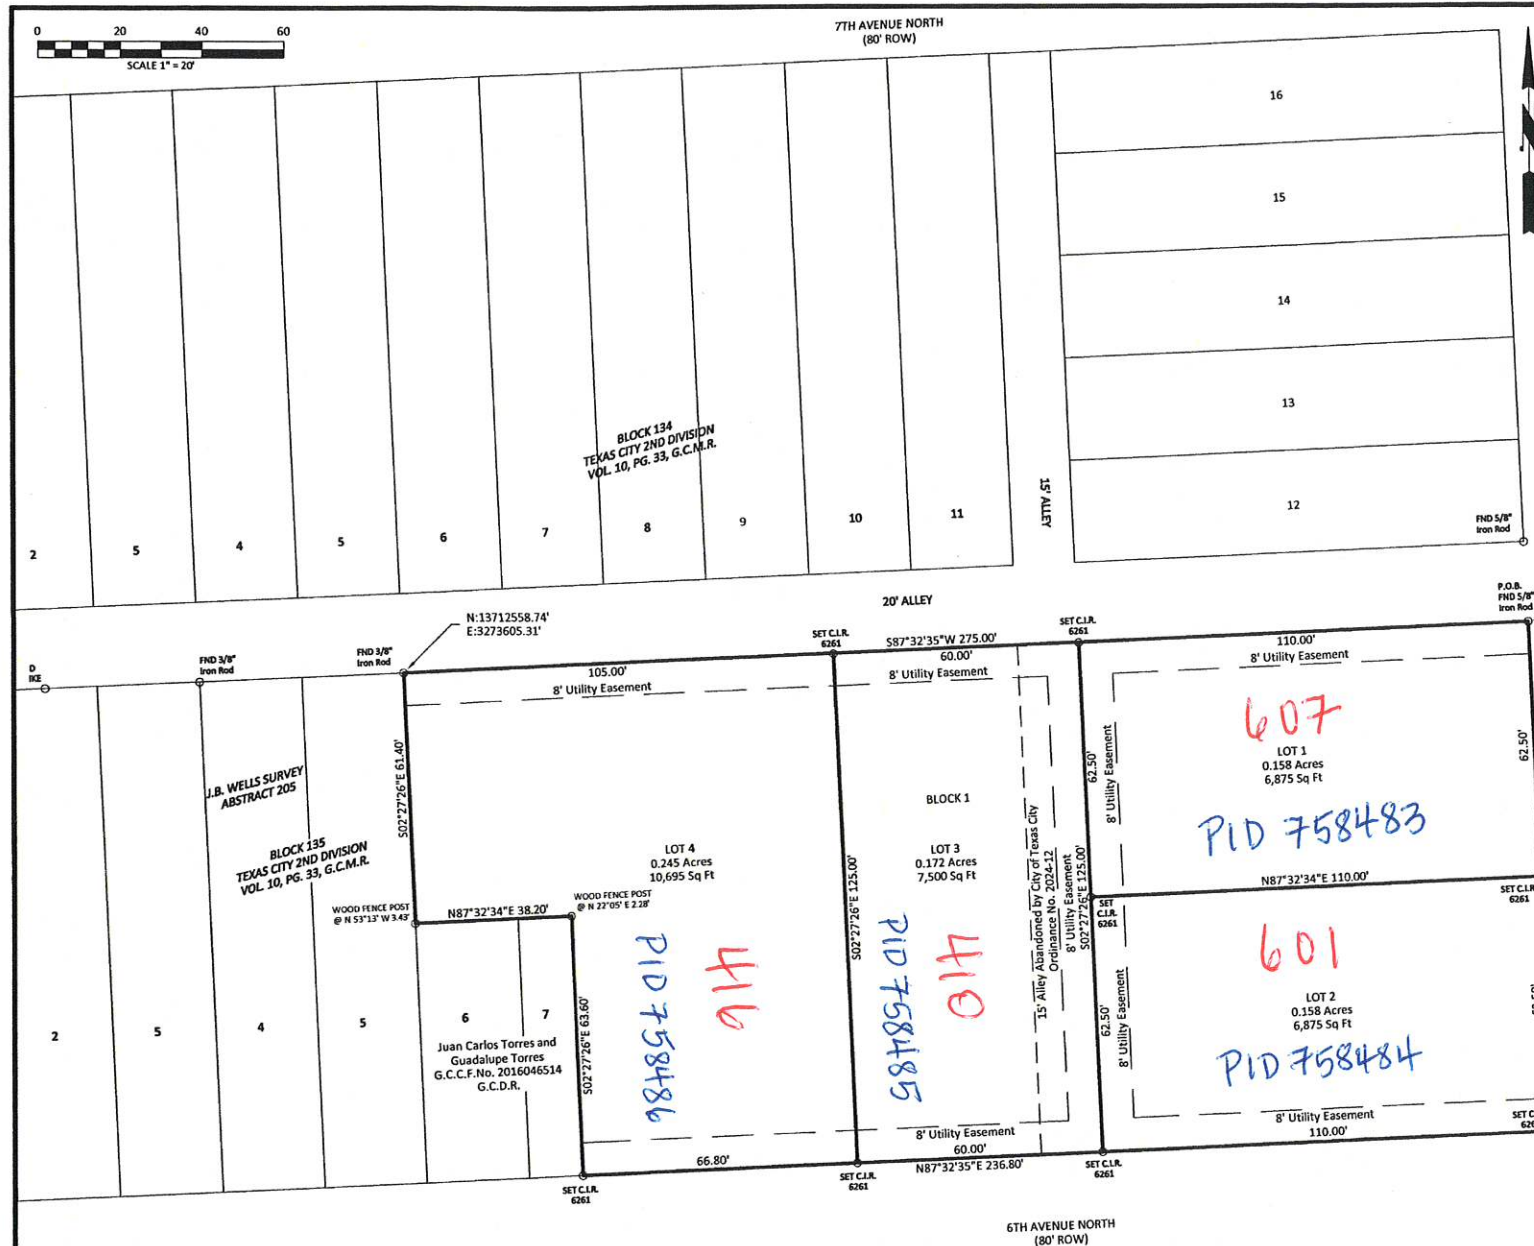 0 20 40 60
SCALE 1" = 20'
7TH AVENUE NORTH
(80' ROW)
N
16
15
14
13
12
15' ALLEY
BLOCK 134
TEXAS CITY 2ND DIVISION
VOL. 10, PG. 33, G.C.M.R.
2
5
4
5
6
7
8
9
10
11
FND 5/8"
Iron Rod
20' ALLEY
P.O.B.
FND 5/8"
Iron Rod
N:13712558.74'
E:3273605.31'
D
IKE
FND 3/8"
Iron Rod
FND 3/8"
Iron Rod
SET C.I.R.
6261
S87°32'35"W 275.00'
SET C.I.R.
6261
105.00'
60.00'
110.00'
8' Utility Easement
8' Utility Easement
8' Utility Easement
607
LOT 1
0.158 Acres
6,875 Sq Ft
PID 758483
62.50'
62.50'
8' Utility Easement
N87°32'34"E 110.00'
SET C.I.R.
6261
SET
C.I.R.
6261
J.B. WELLS SURVEY
ABSTRACT 205
BLOCK 135
TEXAS CITY 2ND DIVISION
VOL. 10, PG. 33, G.C.M.R.
S02°27'26"E 61.40'
WOOD FENCE POST
@ N 53°13' W 3.43'
N87°32'34"E 38.20'
WOOD FENCE POST
@ N 22°05' E 2.28'
LOT 4
0.245 Acres
10,695 Sq Ft
416
PID 758486
S02°27'26"E 125.00'
BLOCK 1
LOT 3
0.172 Acres
7,500 Sq Ft
410
PID 758485
15' Alley Abandoned by City of Texas City
Ordinance No. 2024-12
8' Utility Easement
S02°27'26"E 125.00'
601
LOT 2
0.158 Acres
6,875 Sq Ft
PID 758484
62.50'
8' Utility Easement
2
5
4
5
6
7
Juan Carlos Torres and
Guadalupe Torres
G.C.C.F.No. 2016046514
G.C.D.R.
S02°27'26"E 63.60'
8' Utility Easement
8' Utility Easement
66.80'
60.00'
110.00'
N87°32'35"E 236.80'
SET C.I.R.
6261
SET C.I.R.
6261
SET C.I.R.
6261
SET C
626
6TH AVENUE NORTH
(80' ROW)